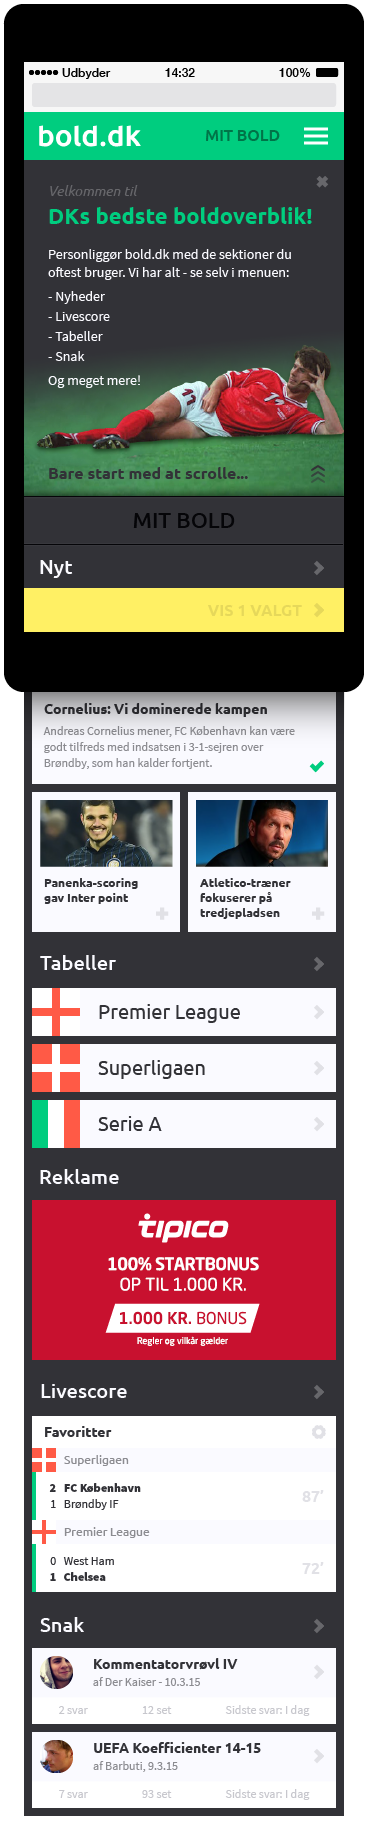 Udbyder 14:32 100%
bold.dk MIT BOLD
Velkommen til
DKs bedste boldoverblik!
Personliggør bold.dk med de sektioner du
oftest bruger. Vi har alt - se selv i menuen:
- Nyheder
- Livescore
- Tabeller
- Snak
Og meget mere!
Bare start med at scrolle...
MIT BOLD
Nyt
VIS 1 VALGT
Cornelius: Vi dominerede kampen
Andreas Cornelius mener, FC København kan være
godt tilfreds med indsatsen i 3-1-sejren over
Brøndby, som han kalder fortjent.
Panenka-scoring
gav Inter point
Atletico-træner
fokuserer på
tredjepladsen
Tabeller
Premier League
Superligaen
Serie A
Reklame
tipico
100% STARTBONUS
OP TIL 1.000 KR.
1.000 KR. BONUS
Regler og vilkår gælder
Livescore
Favoritter
Superligaen
2 FC København
1 Brøndby IF
87'
Premier League
0 West Ham
1 Chelsea
72'
Snak
Kommentatorvrøvl IV
af Der Kaiser - 10.3.15
2 svar 12 set Sidste svar: I dag
UEFA Koefficienter 14-15
af Barbuti, 9.3.15
7 svar 93 set Sidste svar: I dag